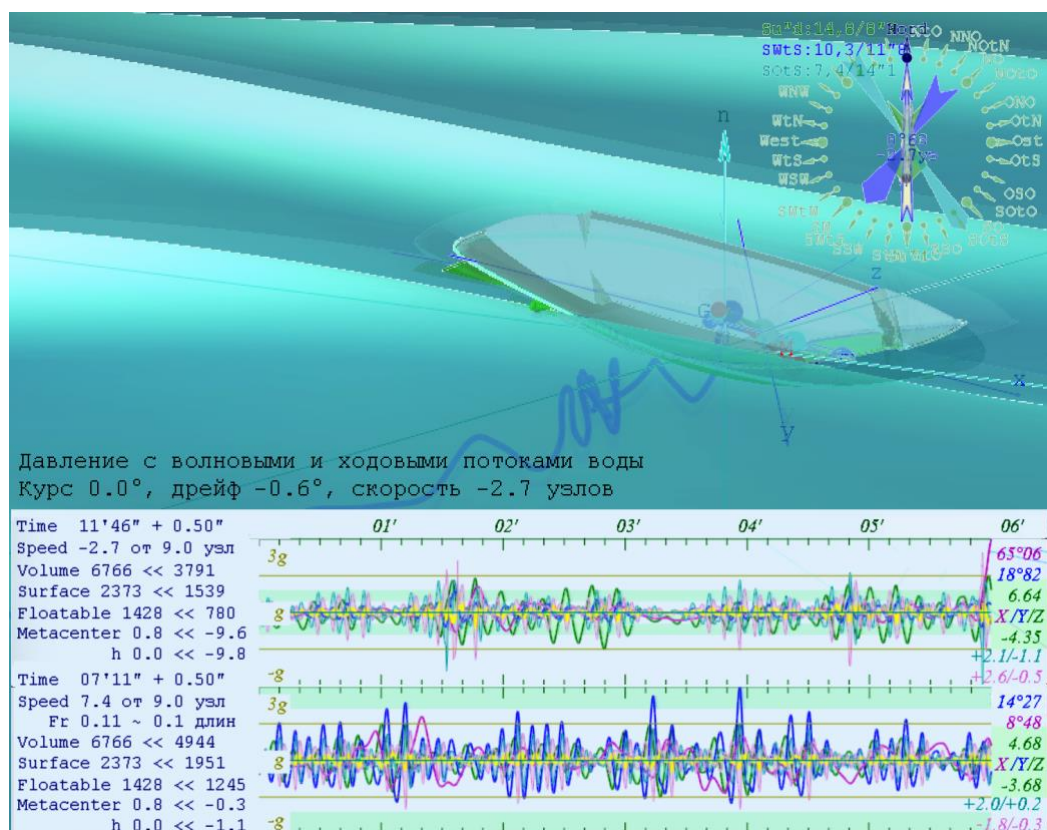 SWtS:10,3/11"8
SOtS:7,4/14"1
NNO
NOtN
NO
ONO
OtN
Ost
OtS
OSO
SOtO
WNW
WtN
West
WtS
WSW
SWtW
SSW
n
z
G
x
y
Давление с волновыми и ходовыми потоками воды
Курс 0.0°, дрейф -0.6°, скорость -2.7 узлов
Time 11'46" + 0.50"
Speed -2.7 от 9.0 узл
Volume 6766 << 3791
Surface 2373 << 1539
Floatable 1428 << 780
Metacenter 0.8 << -9.6
h 0.0 << -9.8
01' 02' 03' 04' 05' 06'
3g
g
-g
65°06
18°82
6.64
X/Y/Z
-4.35
+2.1/-1.1
+2.6/-0.5
Time 07'11" + 0.50"
Speed 7.4 от 9.0 узл
Fr 0.11 ~ 0.1 длин
Volume 6766 << 4944
Surface 2373 << 1951
Floatable 1428 << 1245
Metacenter 0.8 << -0.3
h 0.0 << -1.1
3g
g
-g
14°27
8°48
4.68
X/Y/Z
-3.68
+2.0/+0.2
-1.8/-0.3